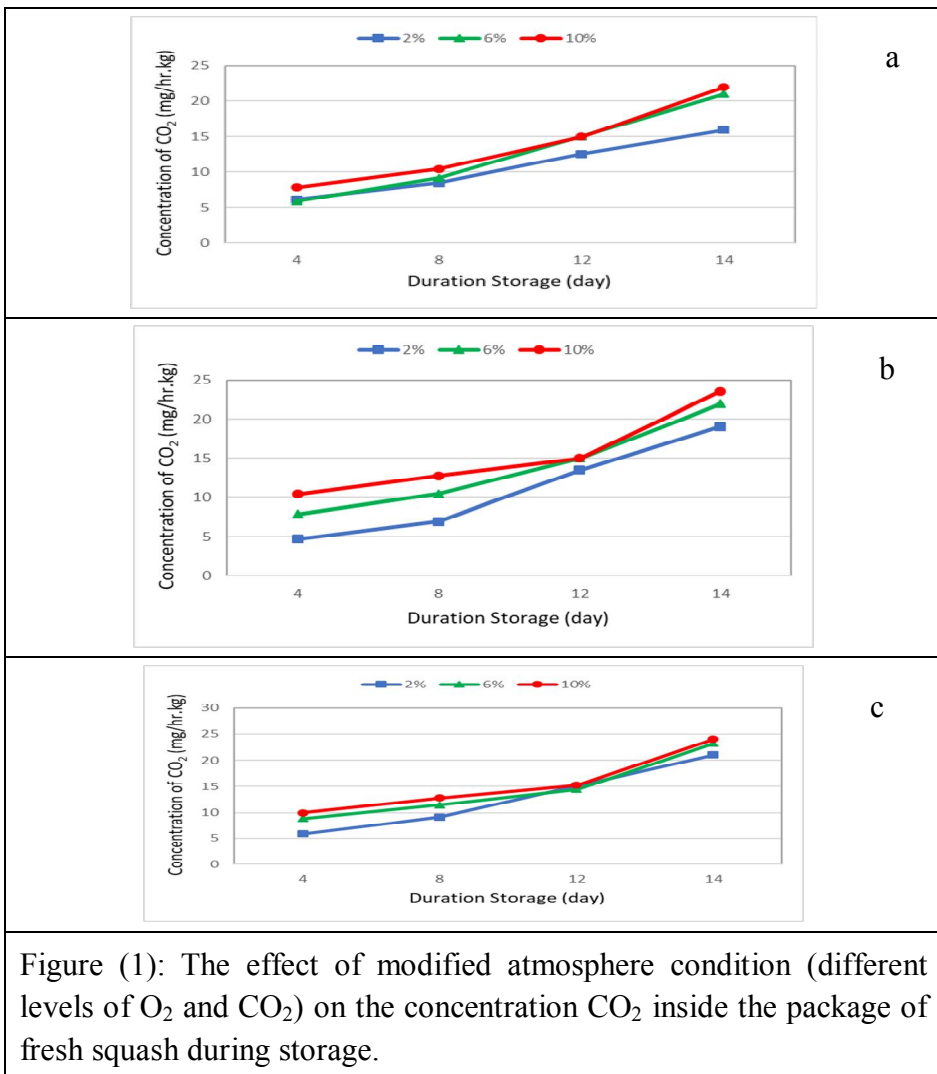 2% 6% 10%
a
Concentration of CO₂ (mg/hr.kg)
25
20
15
10
5
0
4 8 12 14
Duration Storage (day)
2% 6% 10%
b
Concentration of CO₂ (mg/hr.kg)
25
20
15
10
5
0
4 8 12 14
Duration Storage (day)
2% 6% 10%
c
Concentration of CO₂ (mg/hr.kg)
30
25
20
15
10
5
0
4 8 12 14
Duration Storage (day)
Figure (1): The effect of modified atmosphere condition (different
levels of O₂ and CO₂) on the concentration CO₂ inside the package of
fresh squash during storage.